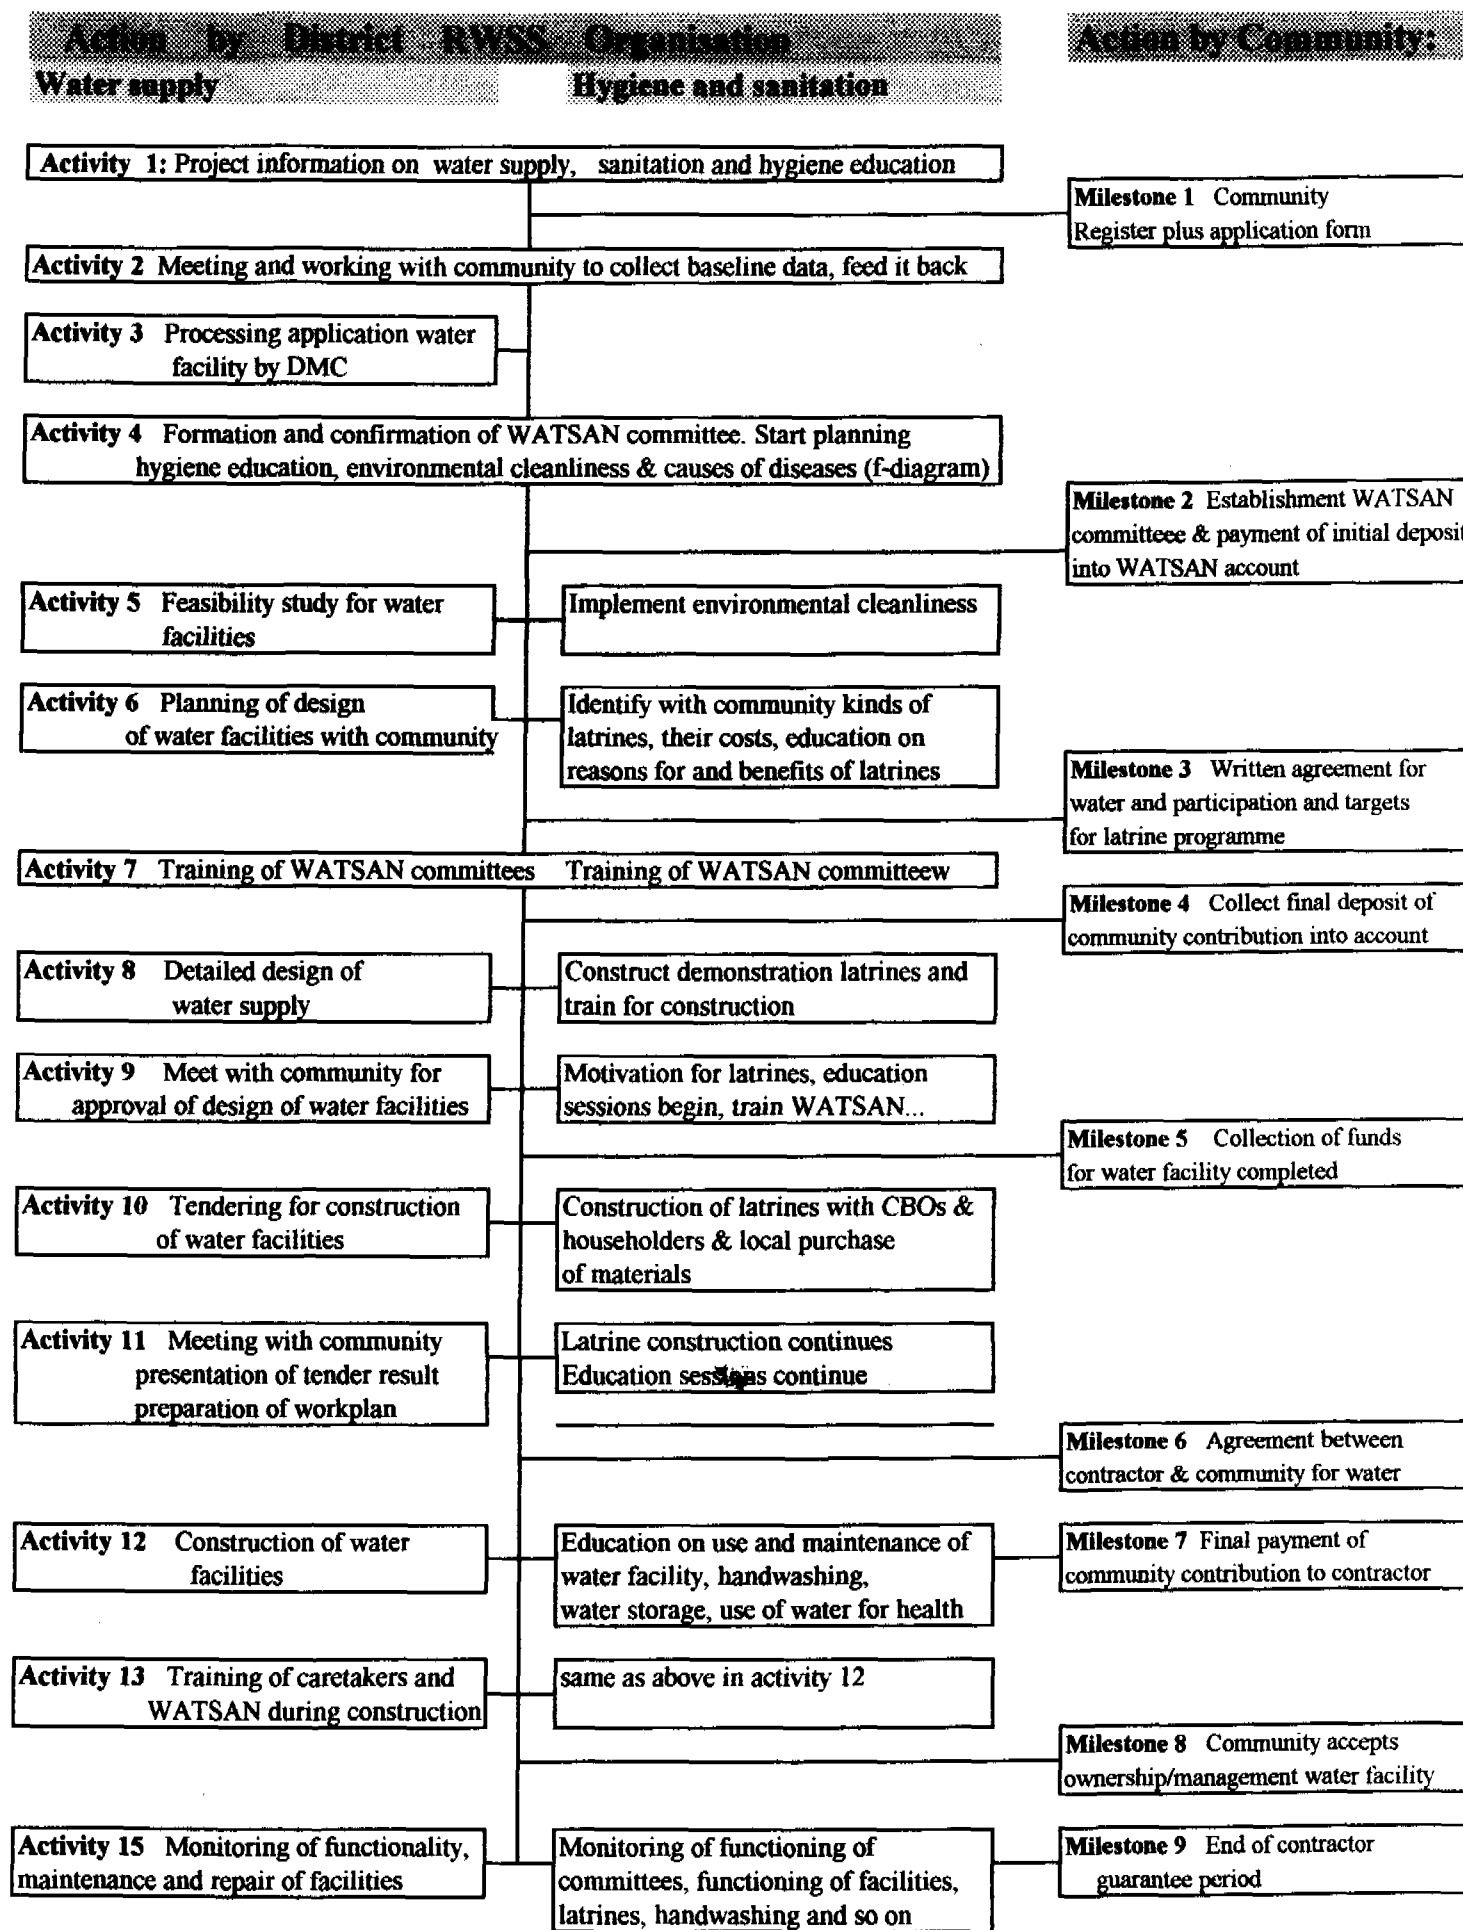 Action by District RWSS Organisation
Action by Community:
Water supply
Hygiene and sanitation
Activity 1: Project information on water supply, sanitation and hygiene education
Milestone 1 Community
Register plus application form
Activity 2 Meeting and working with community to collect baseline data, feed it back
Activity 3 Processing application water
facility by DMC
Activity 4 Formation and confirmation of WATSAN committee. Start planning
hygiene education, environmental cleanliness & causes of diseases (f-diagram)
Milestone 2 Establishment WATSAN
committeee & payment of initial deposit
into WATSAN account
Activity 5 Feasibility study for water
facilities
Implement environmental cleanliness
Activity 6 Planning of design
of water facilities with community
Identify with community kinds of
latrines, their costs, education on
reasons for and benefits of latrines
Milestone 3 Written agreement for
water and participation and targets
for latrine programme
Activity 7 Training of WATSAN committees Training of WATSAN committeew
Milestone 4 Collect final deposit of
community contribution into account
Activity 8 Detailed design of
water supply
Construct demonstration latrines and
train for construction
Activity 9 Meet with community for
approval of design of water facilities
Motivation for latrines, education
sessions begin, train WATSAN...
Milestone 5 Collection of funds
for water facility completed
Activity 10 Tendering for construction
of water facilities
Construction of latrines with CBOs &
householders & local purchase
of materials
Activity 11 Meeting with community
presentation of tender result
preparation of workplan
Latrine construction continues
Education sessions continue
Milestone 6 Agreement between
contractor & community for water
Activity 12 Construction of water
facilities
Education on use and maintenance of
water facility, handwashing,
water storage, use of water for health
Milestone 7 Final payment of
community contribution to contractor
Activity 13 Training of caretakers and
WATSAN during construction
same as above in activity 12
Milestone 8 Community accepts
ownership/management water facility
Activity 15 Monitoring of functionality,
maintenance and repair of facilities
Monitoring of functioning of
committees, functioning of facilities,
latrines, handwashing and so on
Milestone 9 End of contractor
guarantee period